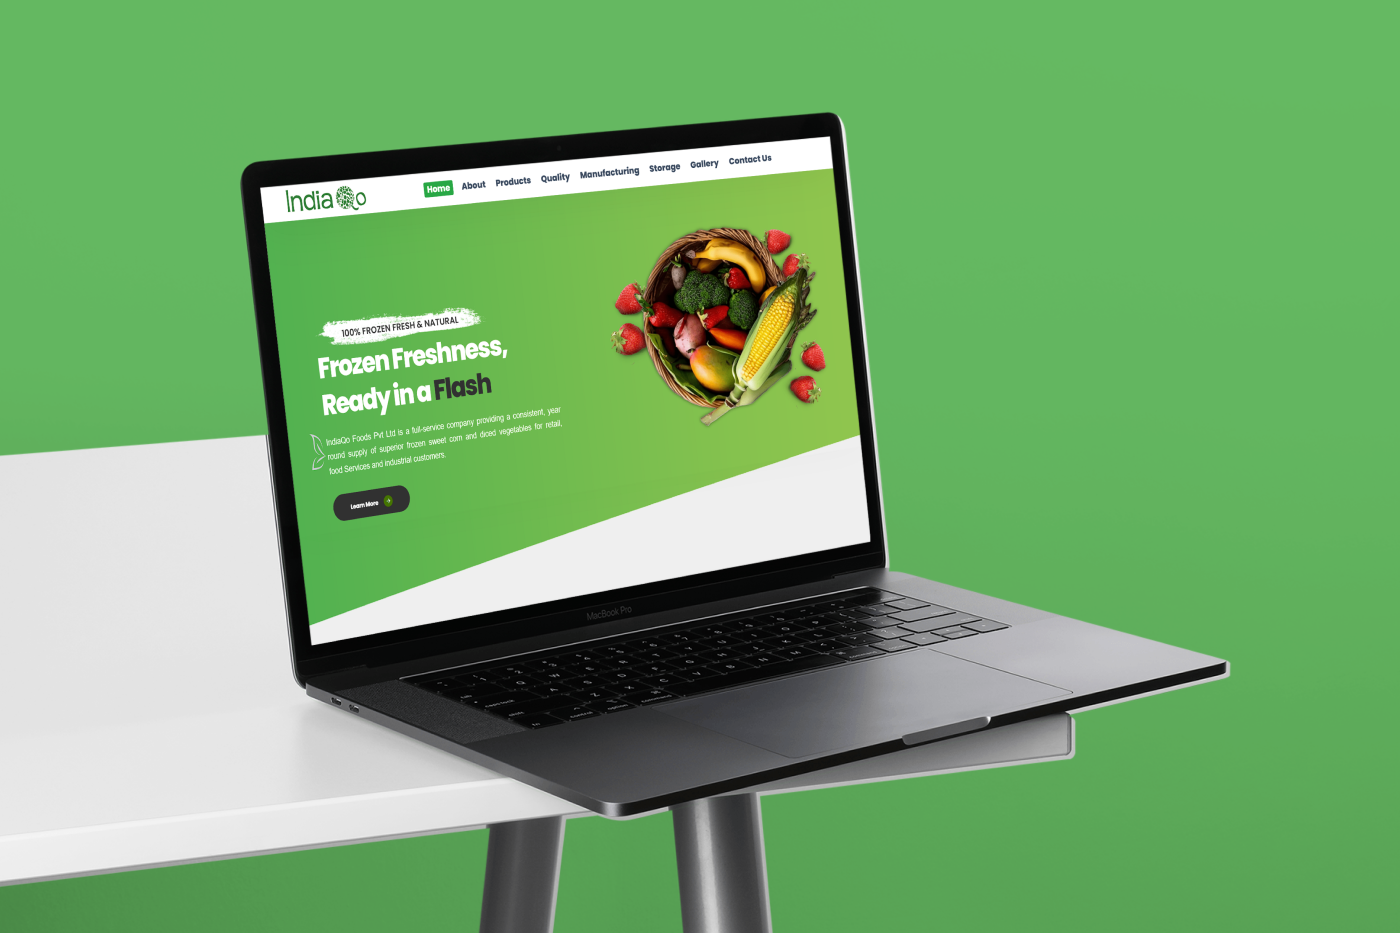 IndiaQo
Home About Products Quality Manufacturing Storage Gallery Contact Us
100% FROZEN FRESH & NATURAL
Frozen Freshness,
Ready in a Flash
IndiaQo Foods Pvt Ltd is a full-service company providing a consistent, year
round supply of superior frozen sweet corn and diced vegetables for retail,
food Services and industrial customers.
Learn More
MacBook Pro